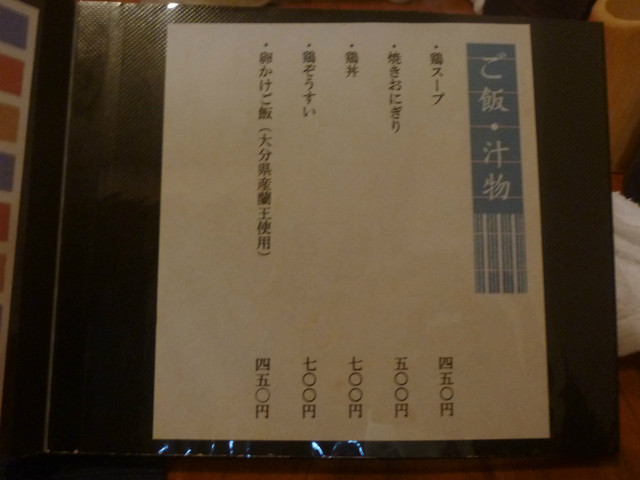 ご飯・汁物
・鶏スープ 四五〇円
・焼きおにぎり 五〇〇円
・鶏丼 七〇〇円
・鶏ぞうすい 七〇〇円
・卵かけご飯（大分県産蘭王使用） 四五〇円